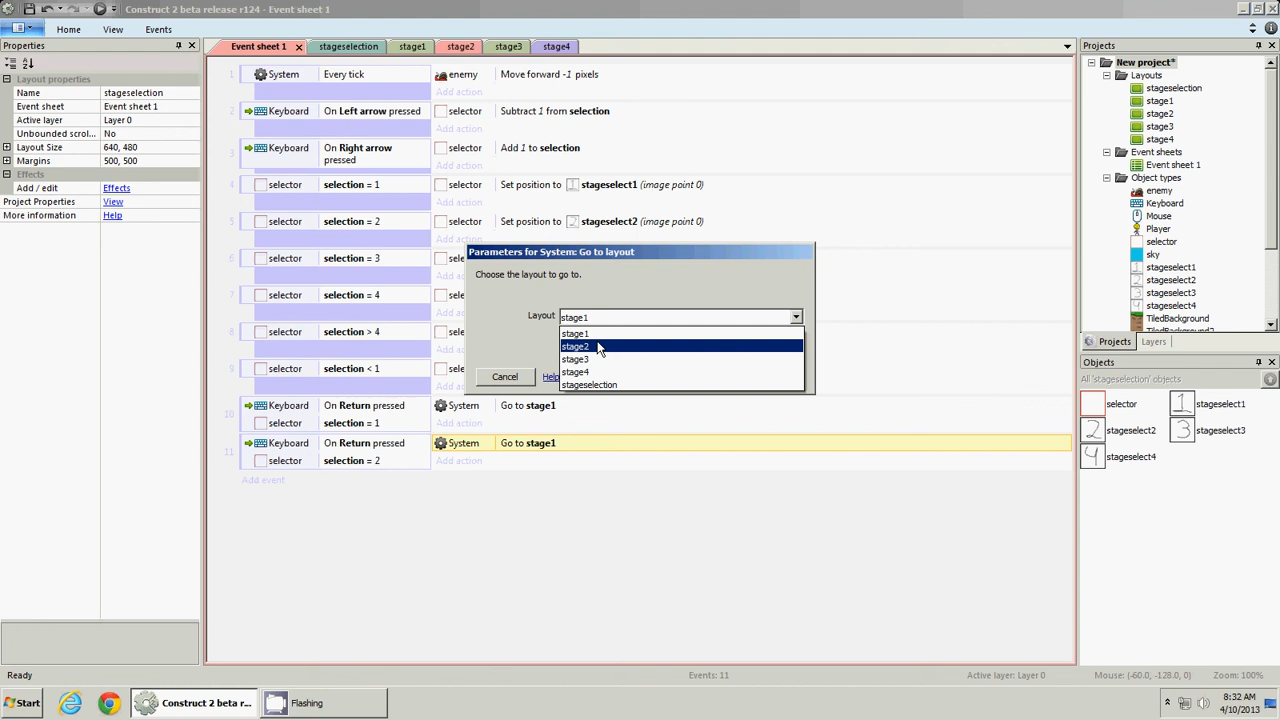 Construct 2 beta release r124 - Event sheet 1
Home View Events
Properties
Layout properties
Name stageselection
Event sheet Event sheet 1
Active layer Layer 0
Unbounded scrol... No
Layout Size 640, 480
Margins 500, 500
Effects
Add / edit Effects
Project Properties View
More information Help
Event sheet 1 stageselection stage1 stage2 stage3 stage4
1 System Every tick enemy Move forward -1 pixels
Add action
2 Keyboard On Left arrow pressed selector Subtract 1 from selection
Add action
3 Keyboard On Right arrow pressed selector Add 1 to selection
Add action
4 selector selection = 1 selector Set position to stageselect1 (image point 0)
Add action
5 selector selection = 2 selector Set position to stageselect2 (image point 0)
Add action
6 selector selection = 3
7 selector selection = 4
8 selector selection > 4
9 selector selection < 1
10 Keyboard On Return pressed System Go to stage1
selector selection = 1 Add action
11 Keyboard On Return pressed System Go to stage1
selector selection = 2 Add action
Add event
Parameters for System: Go to layout
Choose the layout to go to.
Layout stage1
stage1
stage2
stage3
stage4
stageselection
Cancel Help
Projects
New project*
Layouts
stageselection
stage1
stage2
stage3
stage4
Event sheets
Event sheet 1
Object types
enemy
Keyboard
Mouse
Player
selector
sky
stageselect1
stageselect2
stageselect3
stageselect4
TiledBackground
TiledBackground2
Projects Layers
Objects
All 'stageselection' objects
selector 1 stageselect1
2 stageselect2 3 stageselect3
4 stageselect4
Ready Events: 11 Active layer: Layer 0 Mouse: (-60.0, -128.0, 0) Zoom: 100%
Start Construct 2 beta r... Flashing 8:32 AM
4/10/2013